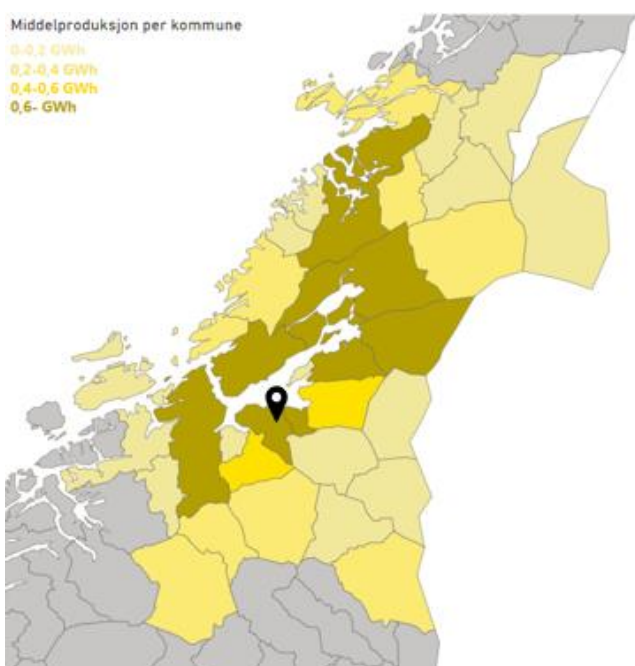 Middelproduksjon per kommune
0-0,2 GWh
0,2-0,4 GWh
0,4-0,6 GWh
0,6- GWh